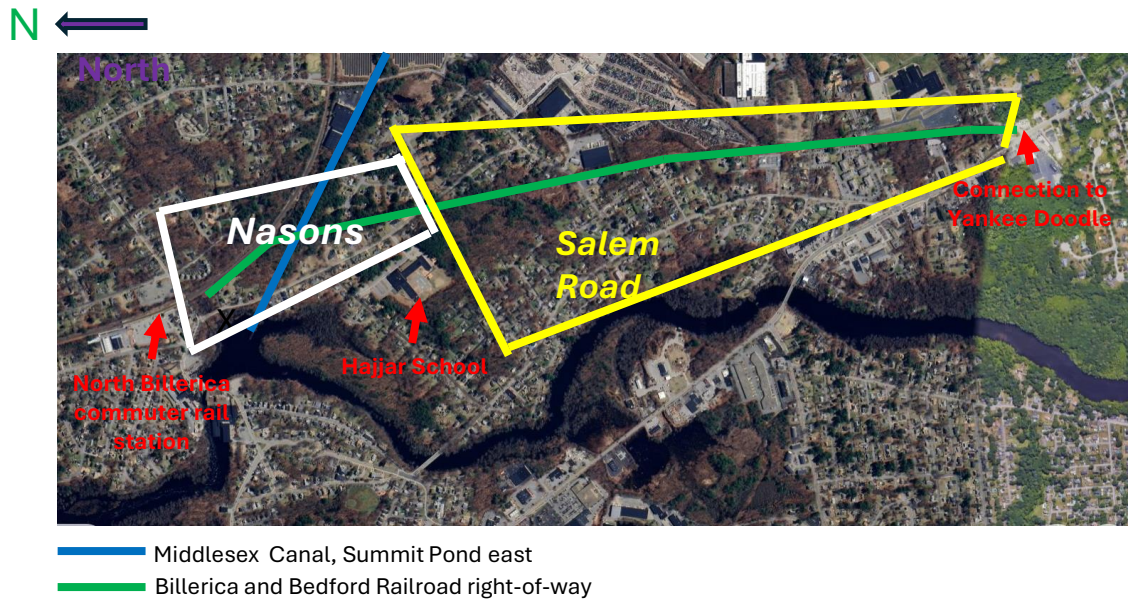 N
North
Nasons
Salem
Road
Connection to
Yankee Doodle
X
Hajjar School
North Billerica
commuter rail
station
Middlesex Canal, Summit Pond east
Billerica and Bedford Railroad right-of-way